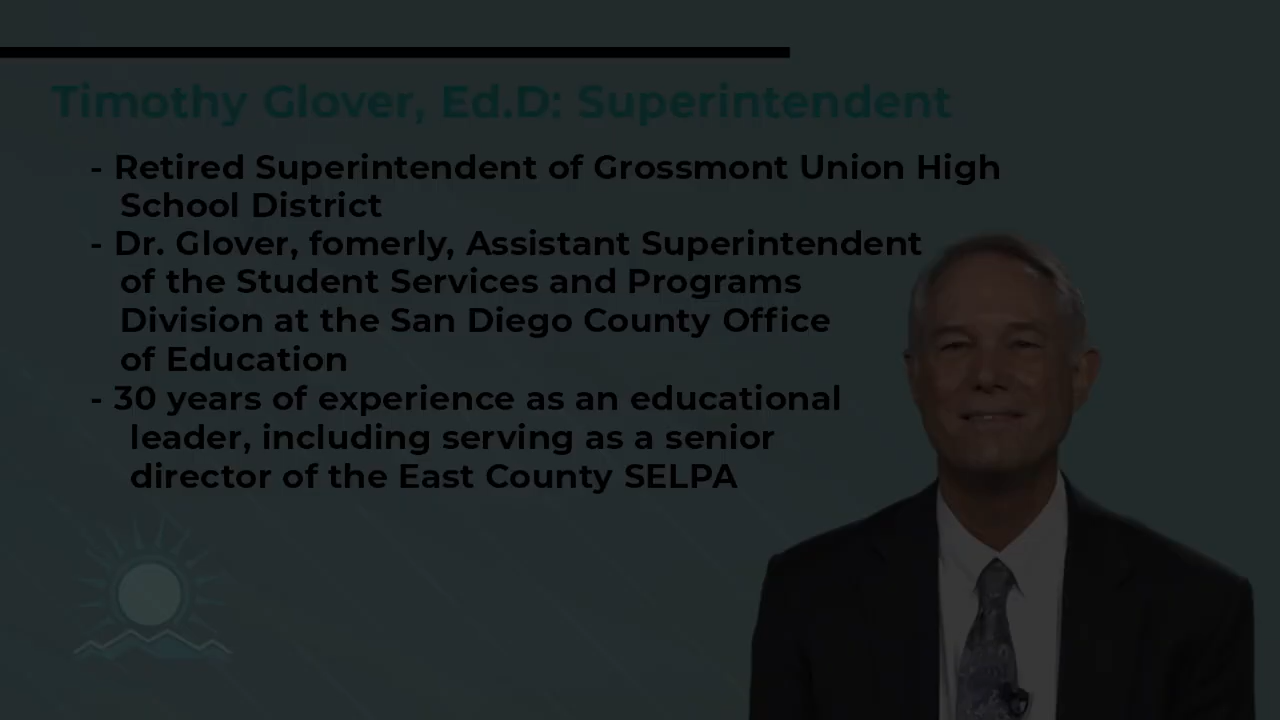 Timothy Glover, Ed.D: Superintendent
- Retired Superintendent of Grossmont Union High
School District
- Dr. Glover, fomerly, Assistant Superintendent
of the Student Services and Programs
Division at the San Diego County Office
of Education
- 30 years of experience as an educational
leader, including serving as a senior
director of the East County SELPA